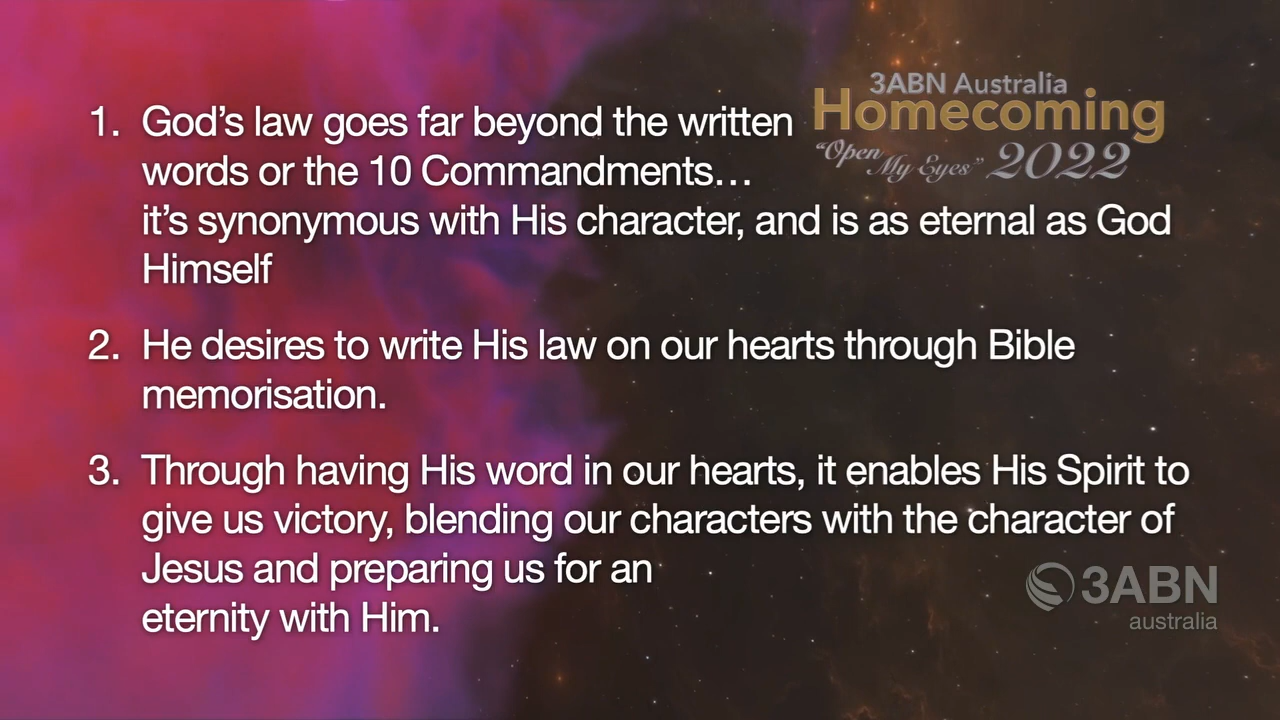 3ABN Australia
Homecoming
“Open My Eyes” 2022
1. God’s law goes far beyond the written
words or the 10 Commandments…
it’s synonymous with His character, and is as eternal as God
Himself
2. He desires to write His law on our hearts through Bible
memorisation.
3. Through having His word in our hearts, it enables His Spirit to
give us victory, blending our characters with the character of
Jesus and preparing us for an
eternity with Him.
3ABN
australia